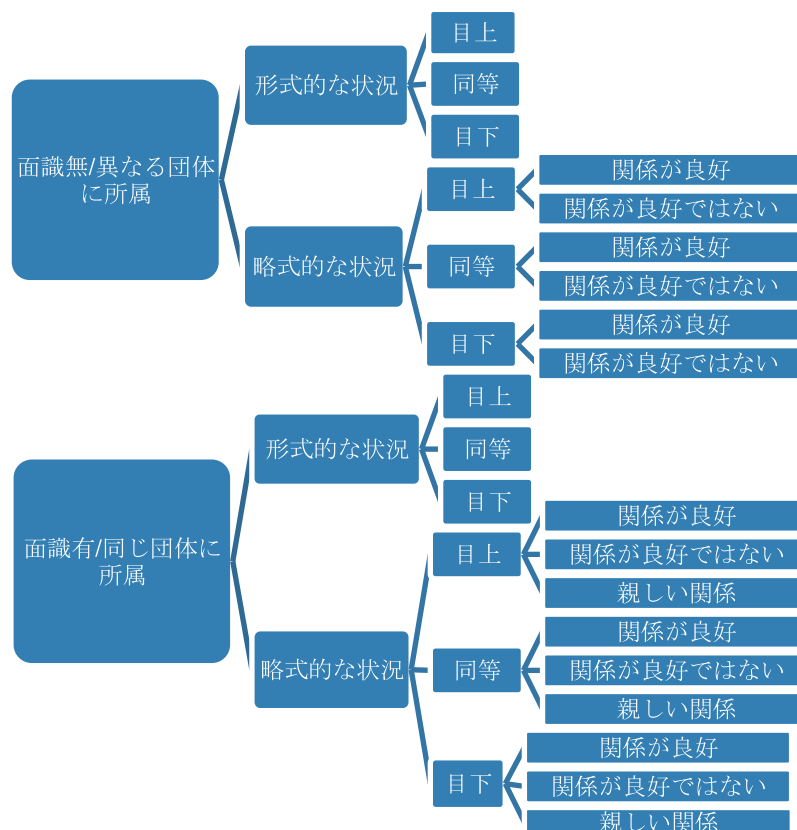 面識無/異なる団体
に所属
形式的な状況
目上
同等
目下
略式的な状況
目上
関係が良好
関係が良好ではない
同等
関係が良好
関係が良好ではない
目下
関係が良好
関係が良好ではない
面識有/同じ団体に
所属
形式的な状況
目上
同等
目下
略式的な状況
目上
関係が良好
関係が良好ではない
親しい関係
同等
関係が良好
関係が良好ではない
親しい関係
目下
関係が良好
関係が良好ではない
親しい関係